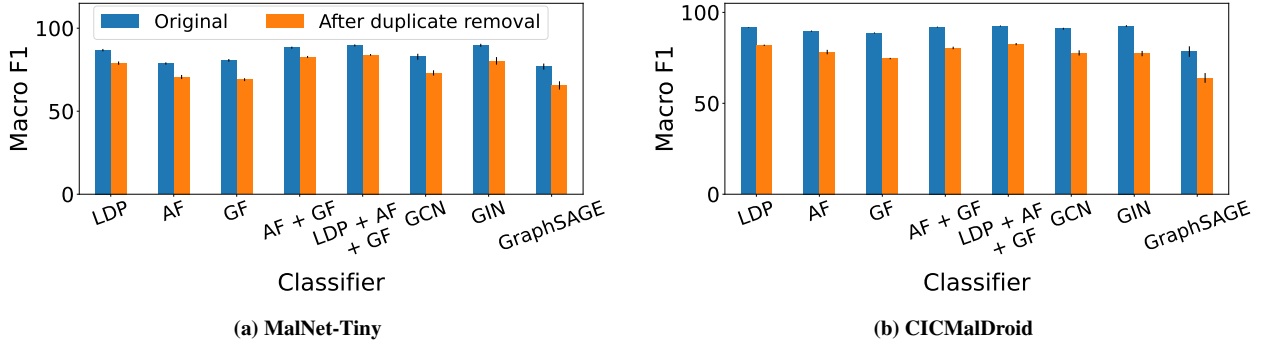 Original
After duplicate removal
Macro F1
100
50
0
LDP
AF
GF
AF + GF
LDP + AF
+ GF
GCN
GIN
GraphSAGE
Classifier
(a) MalNet-Tiny
Macro F1
100
50
0
LDP
AF
GF
AF + GF
LDP + AF
+ GF
GCN
GIN
GraphSAGE
Classifier
(b) CICMalDroid